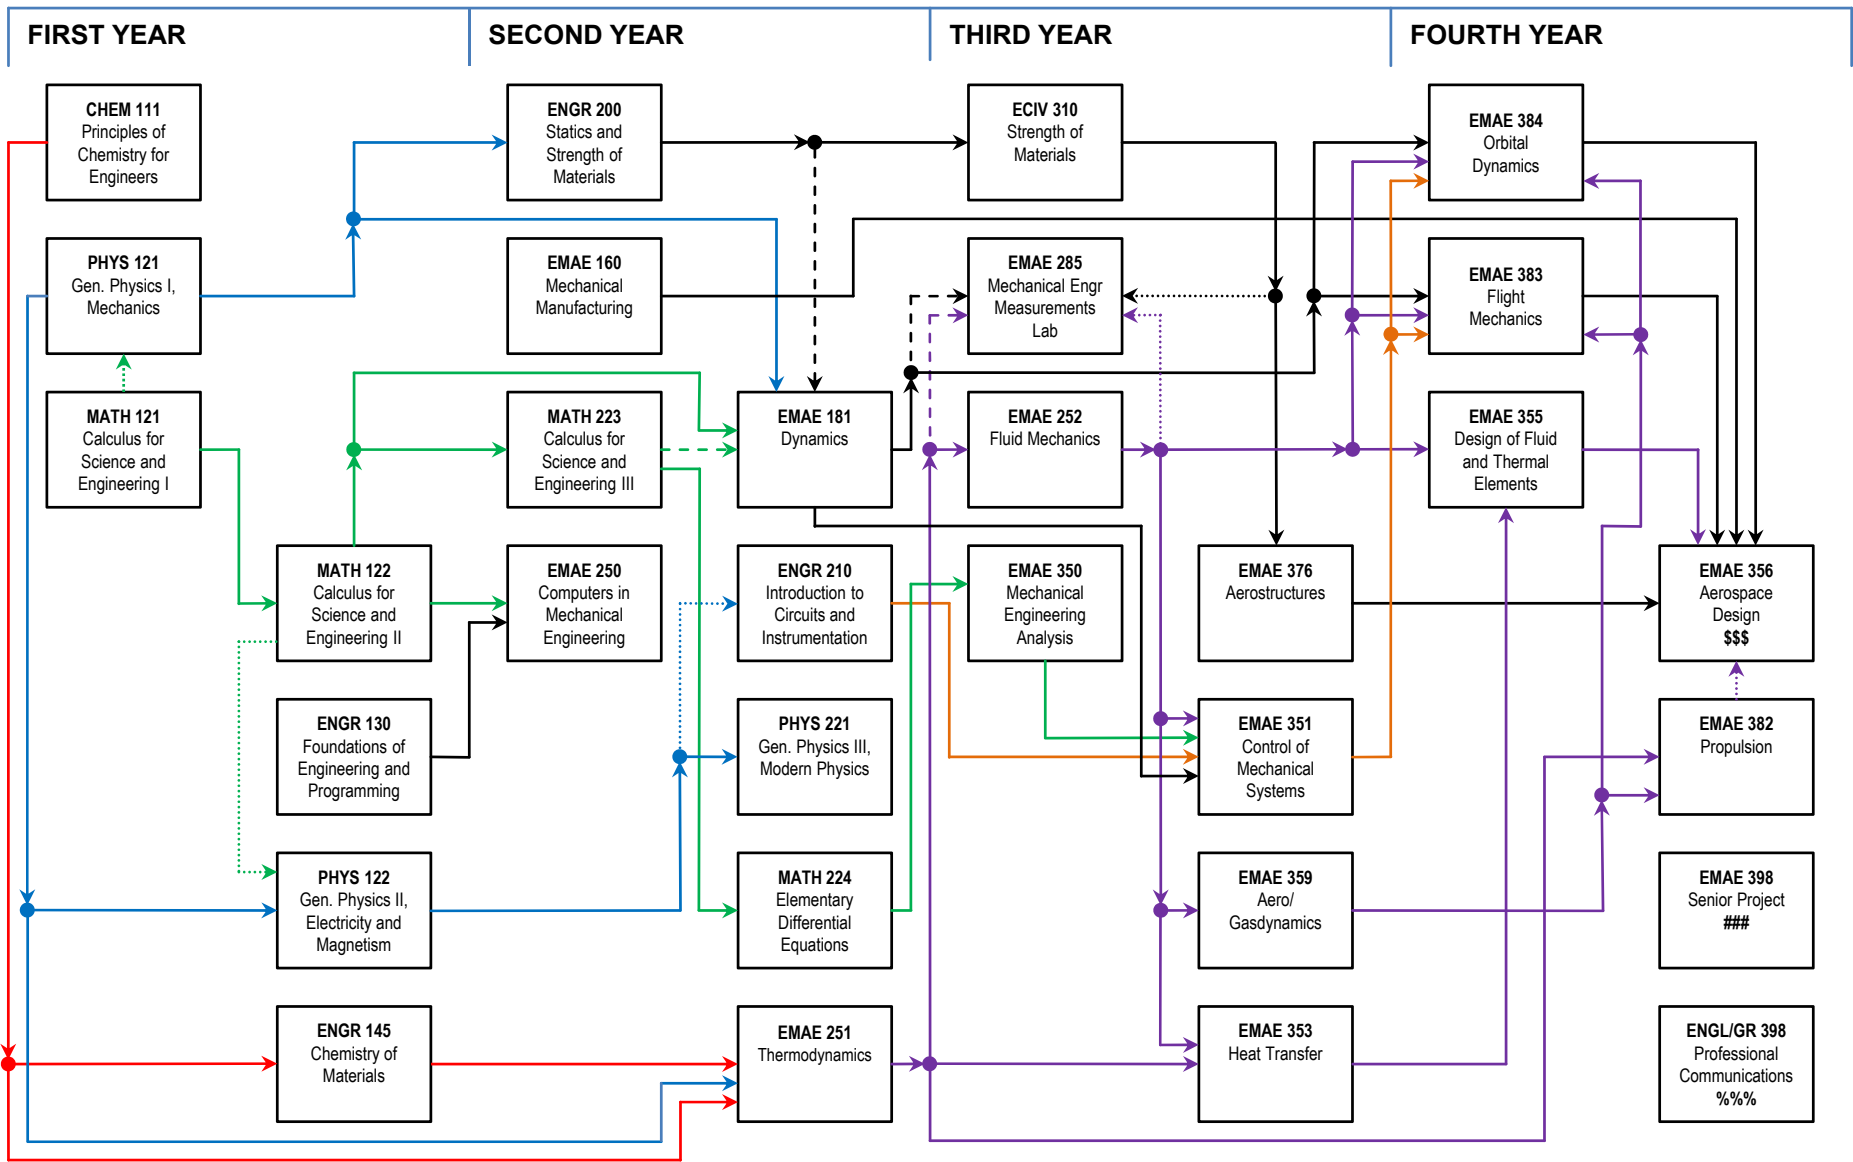 FIRST YEAR
SECOND YEAR
THIRD YEAR
FOURTH YEAR
CHEM 111
Principles of
Chemistry for
Engineers
PHYS 121
Gen. Physics I,
Mechanics
MATH 121
Calculus for
Science and
Engineering I
MATH 122
Calculus for
Science and
Engineering II
ENGR 130
Foundations of
Engineering and
Programming
PHYS 122
Gen. Physics II,
Electricity and
Magnetism
ENGR 145
Chemistry of
Materials
ENGR 200
Statics and
Strength of
Materials
EMAE 160
Mechanical
Manufacturing
MATH 223
Calculus for
Science and
Engineering III
EMAE 250
Computers in
Mechanical
Engineering
EMAE 181
Dynamics
ENGR 210
Introduction to
Circuits and
Instrumentation
PHYS 221
Gen. Physics III,
Modern Physics
MATH 224
Elementary
Differential
Equations
EMAE 251
Thermodynamics
ECIV 310
Strength of
Materials
EMAE 285
Mechanical Engr
Measurements
Lab
EMAE 252
Fluid Mechanics
EMAE 350
Mechanical
Engineering
Analysis
EMAE 376
Aerostructures
EMAE 351
Control of
Mechanical
Systems
EMAE 359
Aero/
Gasdynamics
EMAE 353
Heat Transfer
EMAE 384
Orbital
Dynamics
EMAE 383
Flight
Mechanics
EMAE 355
Design of Fluid
and Thermal
Elements
EMAE 356
Aerospace
Design
$$$
EMAE 382
Propulsion
EMAE 398
Senior Project
###
ENGL/GR 398
Professional
Communications
%%%